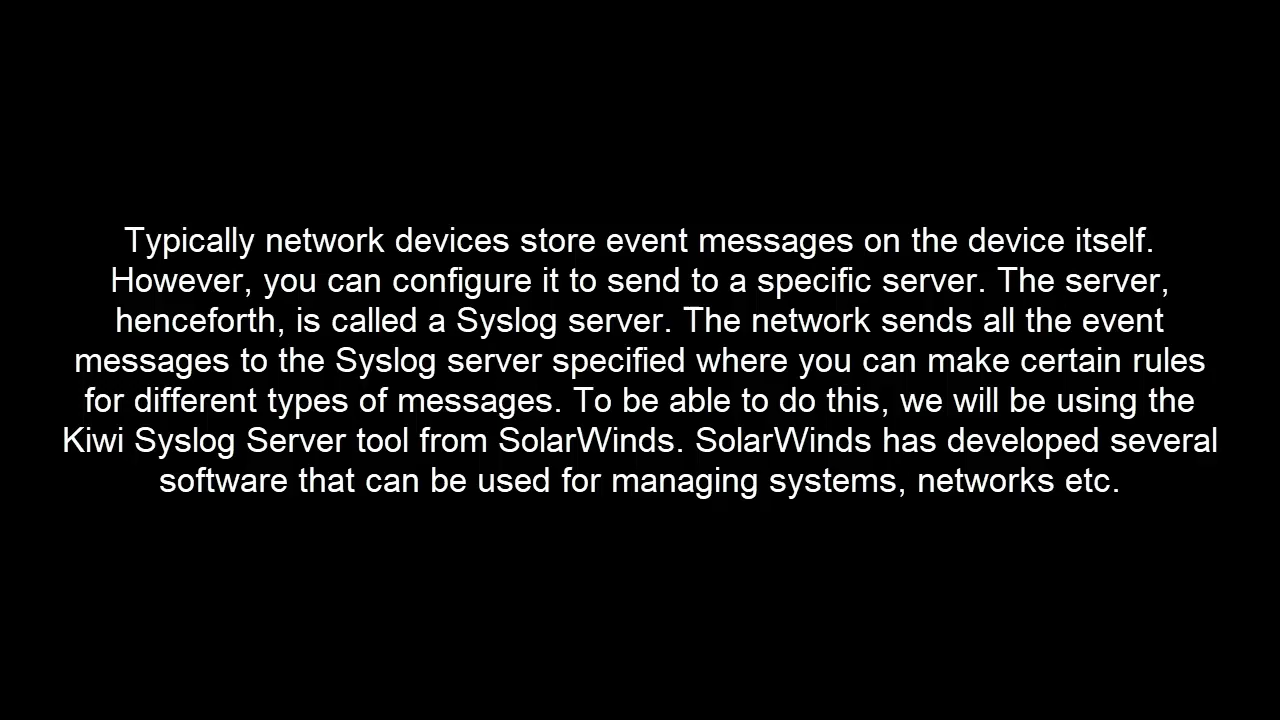 Typically network devices store event messages on the device itself.
However, you can configure it to send to a specific server. The server,
henceforth, is called a Syslog server. The network sends all the event
messages to the Syslog server specified where you can make certain rules
for different types of messages. To be able to do this, we will be using the
Kiwi Syslog Server tool from SolarWinds. SolarWinds has developed several
software that can be used for managing systems, networks etc.